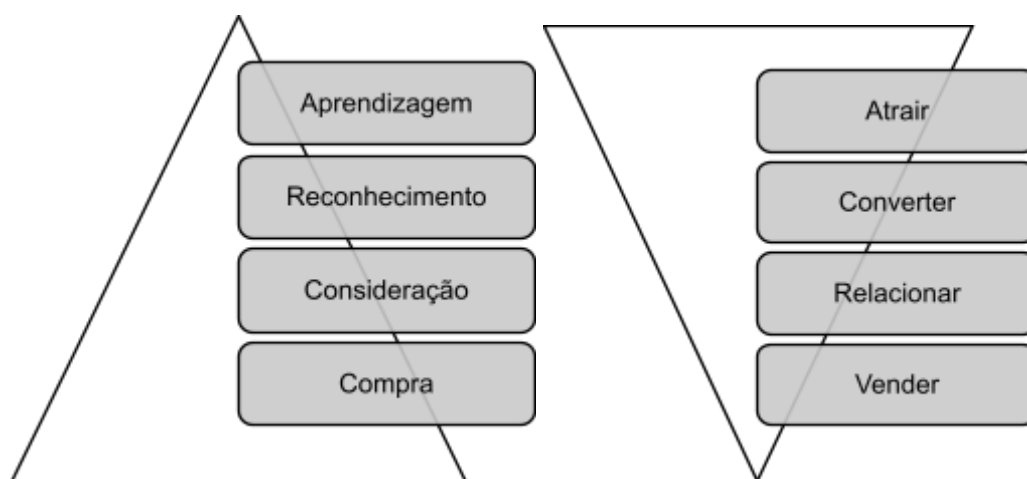 Aprendizagem
Reconhecimento
Consideração
Compra
Atrair
Converter
Relacionar
Vender